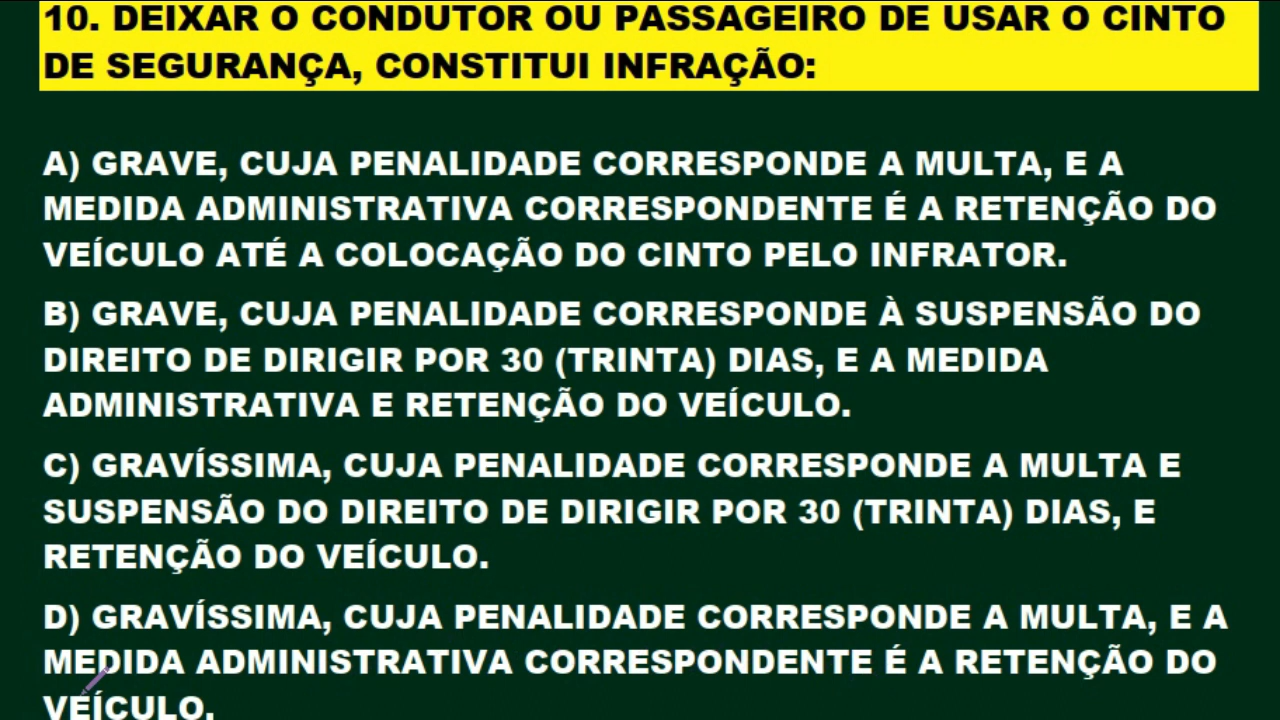 10. DEIXAR O CONDUTOR OU PASSAGEIRO DE USAR O CINTO
DE SEGURANÇA, CONSTITUI INFRAÇÃO:
A) GRAVE, CUJA PENALIDADE CORRESPONDE A MULTA, E A
MEDIDA ADMINISTRATIVA CORRESPONDENTE É A RETENÇÃO DO
VEÍCULO ATÉ A COLOCAÇÃO DO CINTO PELO INFRATOR.
B) GRAVE, CUJA PENALIDADE CORRESPONDE À SUSPENSÃO DO
DIREITO DE DIRIGIR POR 30 (TRINTA) DIAS, E A MEDIDA
ADMINISTRATIVA E RETENÇÃO DO VEÍCULO.
C) GRAVÍSSIMA, CUJA PENALIDADE CORRESPONDE A MULTA E
SUSPENSÃO DO DIREITO DE DIRIGIR POR 30 (TRINTA) DIAS, E
RETENÇÃO DO VEÍCULO.
D) GRAVÍSSIMA, CUJA PENALIDADE CORRESPONDE A MULTA, E A
MEDIDA ADMINISTRATIVA CORRESPONDENTE É A RETENÇÃO DO
VEÍCULO.